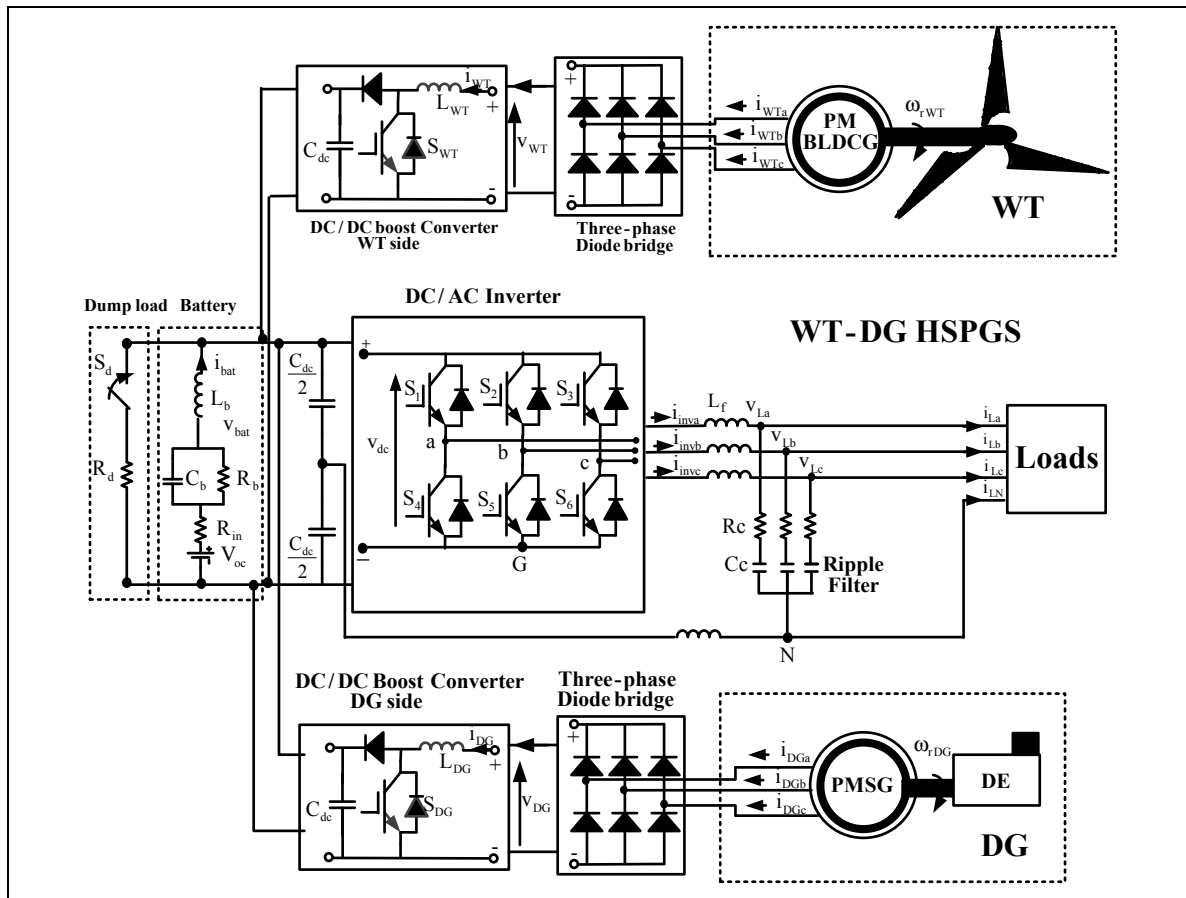 i_WT
L_WT
+
C_dc
S_WT
-
v_WT
+
-
i_WTa
i_WTb
i_WTc
PM
BLDCG
ω_rWT
WT
DC/DC boost Converter
WT side
Three-phase
Diode bridge
Dump load
Battery
DC/AC Inverter
WT-DG HSPGS
S_d
R_d
i_bat
L_b
v_bat
C_b
R_b
R_in
V_oc
C_dc
2
C_dc
2
+
v_dc
–
S_1
S_2
S_3
a
b
c
S_4
S_5
S_6
G
i_inva
i_invb
i_invc
L_f
v_La
v_Lb
v_Lc
i_La
i_Lb
i_Lc
i_LN
Loads
Rc
Cc
Ripple
Filter
N
DC/DC Boost Converter
DG side
Three-phase
Diode bridge
i_DG
L_DG
+
C_dc
S_DG
-
v_DG
+
-
i_DGa
i_DGb
i_DGc
PMSG
ω_rDG
DE
DG